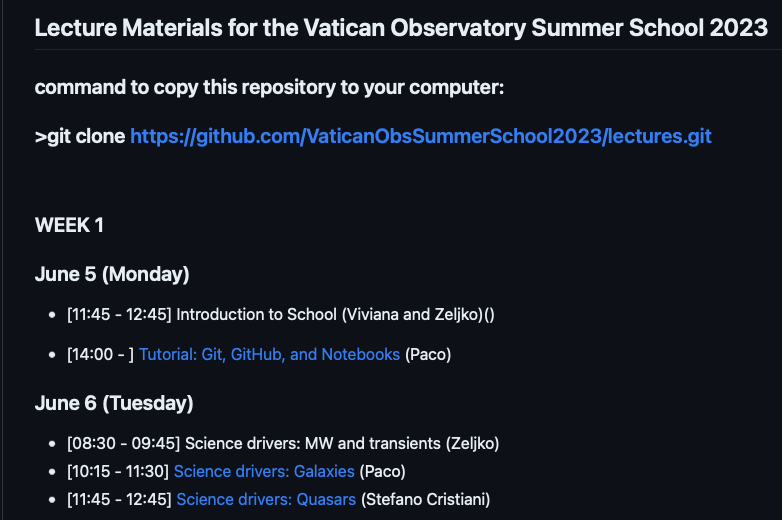 Lecture Materials for the Vatican Observatory Summer School 2023
command to copy this repository to your computer:
>git clone https://github.com/VaticanObsSummerSchool2023/lectures.git
WEEK 1
June 5 (Monday)
• [11:45 - 12:45] Introduction to School (Viviana and Zeljko)()
• [14:00 - ] Tutorial: Git, GitHub, and Notebooks (Paco)
June 6 (Tuesday)
• [08:30 - 09:45] Science drivers: MW and transients (Zeljko)
• [10:15 - 11:30] Science drivers: Galaxies (Paco)
• [11:45 - 12:45] Science drivers: Quasars (Stefano Cristiani)